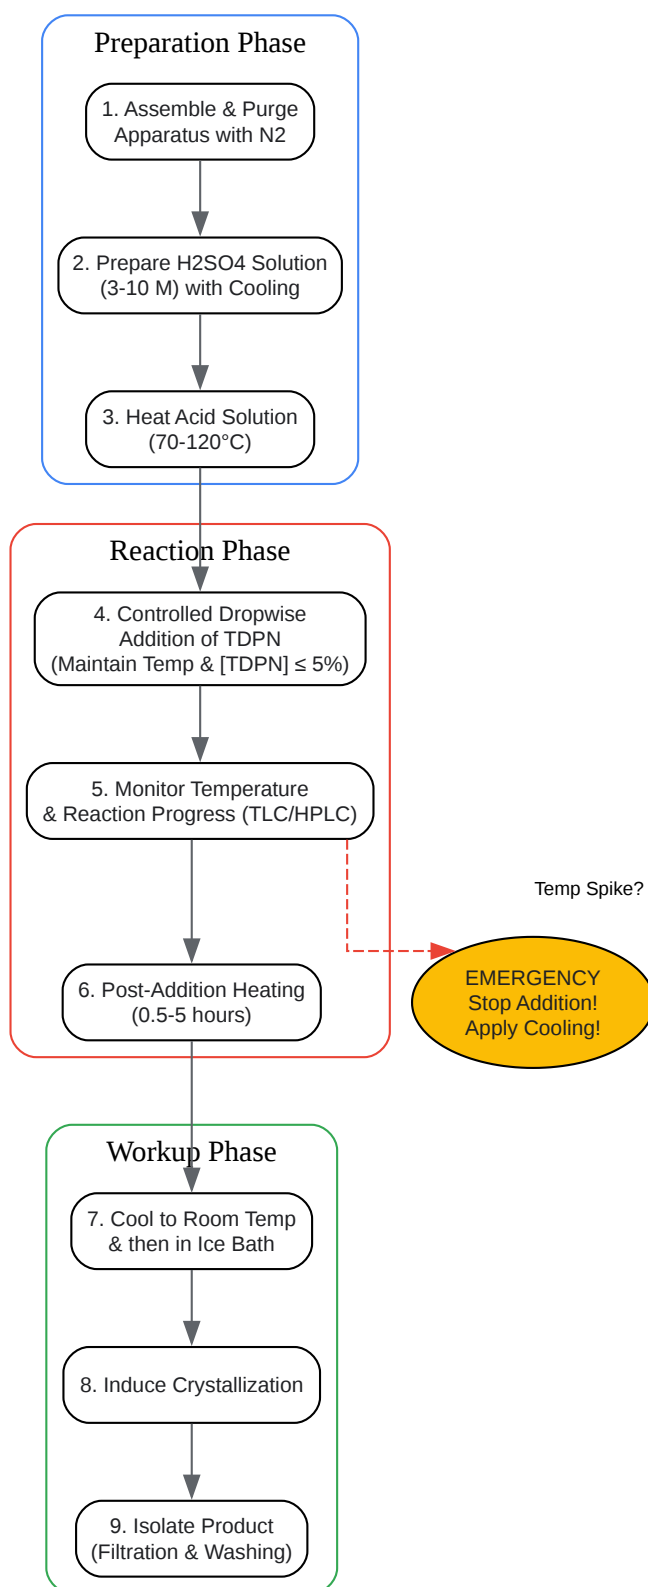 Preparation Phase
1. Assemble & Purge
Apparatus with N2
2. Prepare H2SO4 Solution
(3-10 M) with Cooling
3. Heat Acid Solution
(70-120°C)
Reaction Phase
4. Controlled Dropwise
Addition of TDPN
(Maintain Temp & [TDPN] ≤ 5%)
5. Monitor Temperature
& Reaction Progress (TLC/HPLC)
Temp Spike?
EMERGENCY
Stop Addition!
Apply Cooling!
6. Post-Addition Heating
(0.5-5 hours)
Workup Phase
7. Cool to Room Temp
& then in Ice Bath
8. Induce Crystallization
9. Isolate Product
(Filtration & Washing)